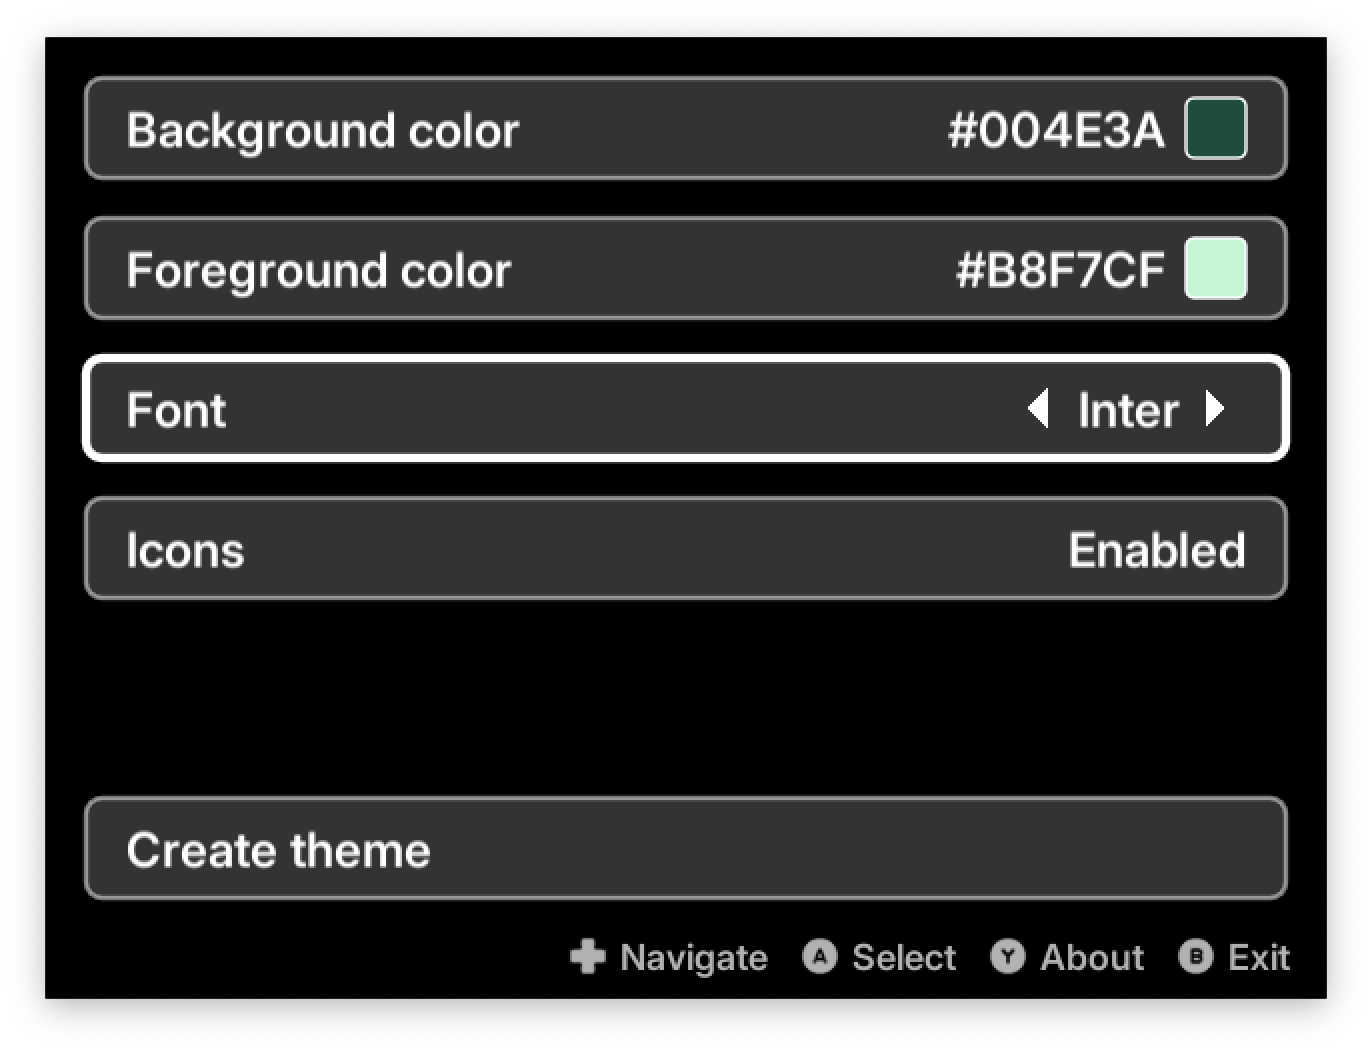 Background color #004E3A
Foreground color #B8F7CF
Font Inter
Icons Enabled
Create theme
Navigate A Select Y About B Exit